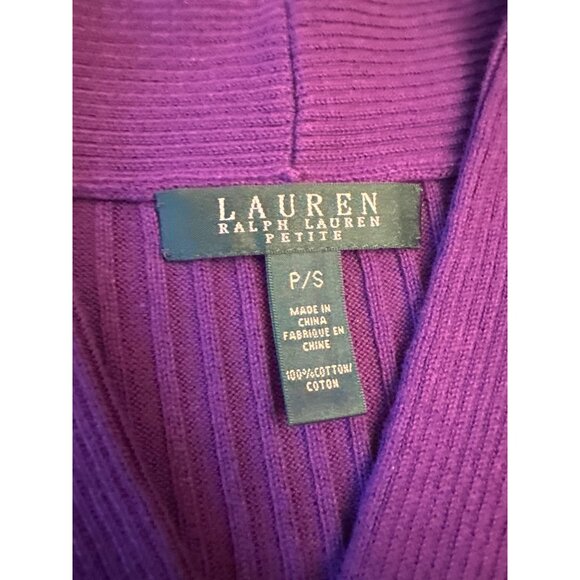 LAUREN
RALPH LAUREN
PETITE
P/S
MADE IN
CHINA
FABRIQUE EN
CHINE
100%COTTON/
COTON